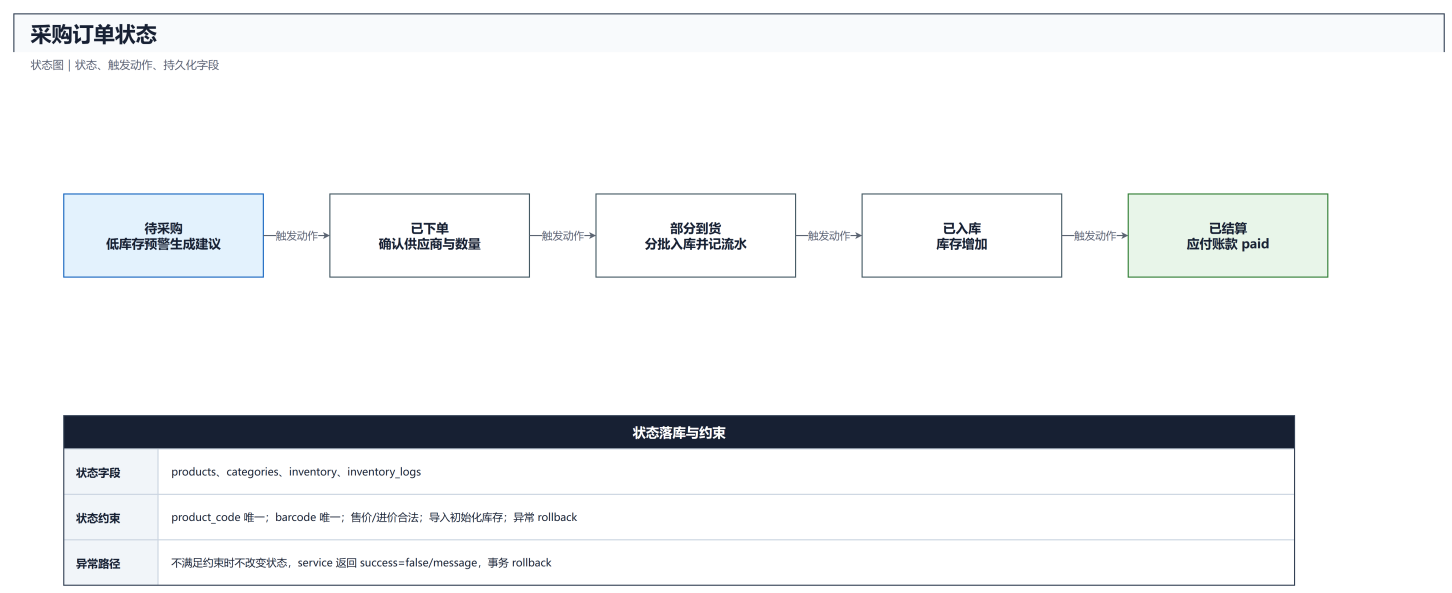 采购订单状态
状态图 | 状态、触发动作、持久化字段
待采购
低库存预警生成建议
触发动作
已下单
确认供应商与数量
触发动作
部分到货
分批入库并记流水
触发动作
已入库
库存增加
触发动作
已结算
应付账款 paid
状态落库与约束
状态字段
products、categories、inventory、inventory_logs
状态约束
product_code 唯一；barcode 唯一；售价/进价合法；导入初始化库存；异常 rollback
异常路径
不满足约束时不改变状态，service 返回 success=false/message，事务 rollback